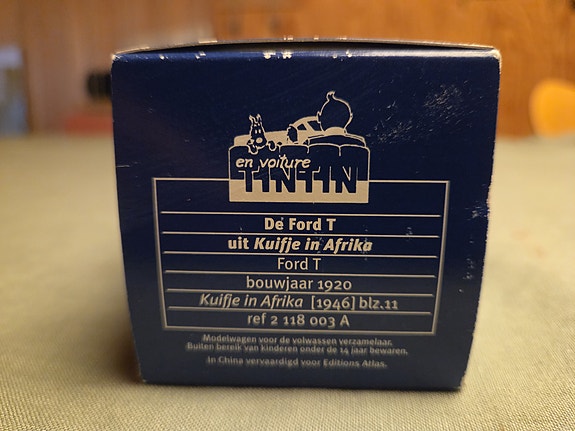 en voiture
TINTIN
De Ford T
uit Kuifje in Afrika
Ford T
bouwjaar 1920
Kuifje in Afrika [1946] blz.11
ref 2 118 003 A
Modelwagen voor de volwassen verzamelaar.
Buiten bereik van kinderen onder de 14 jaar bewaren.
In China vervaardigd voor Editions Atlas.